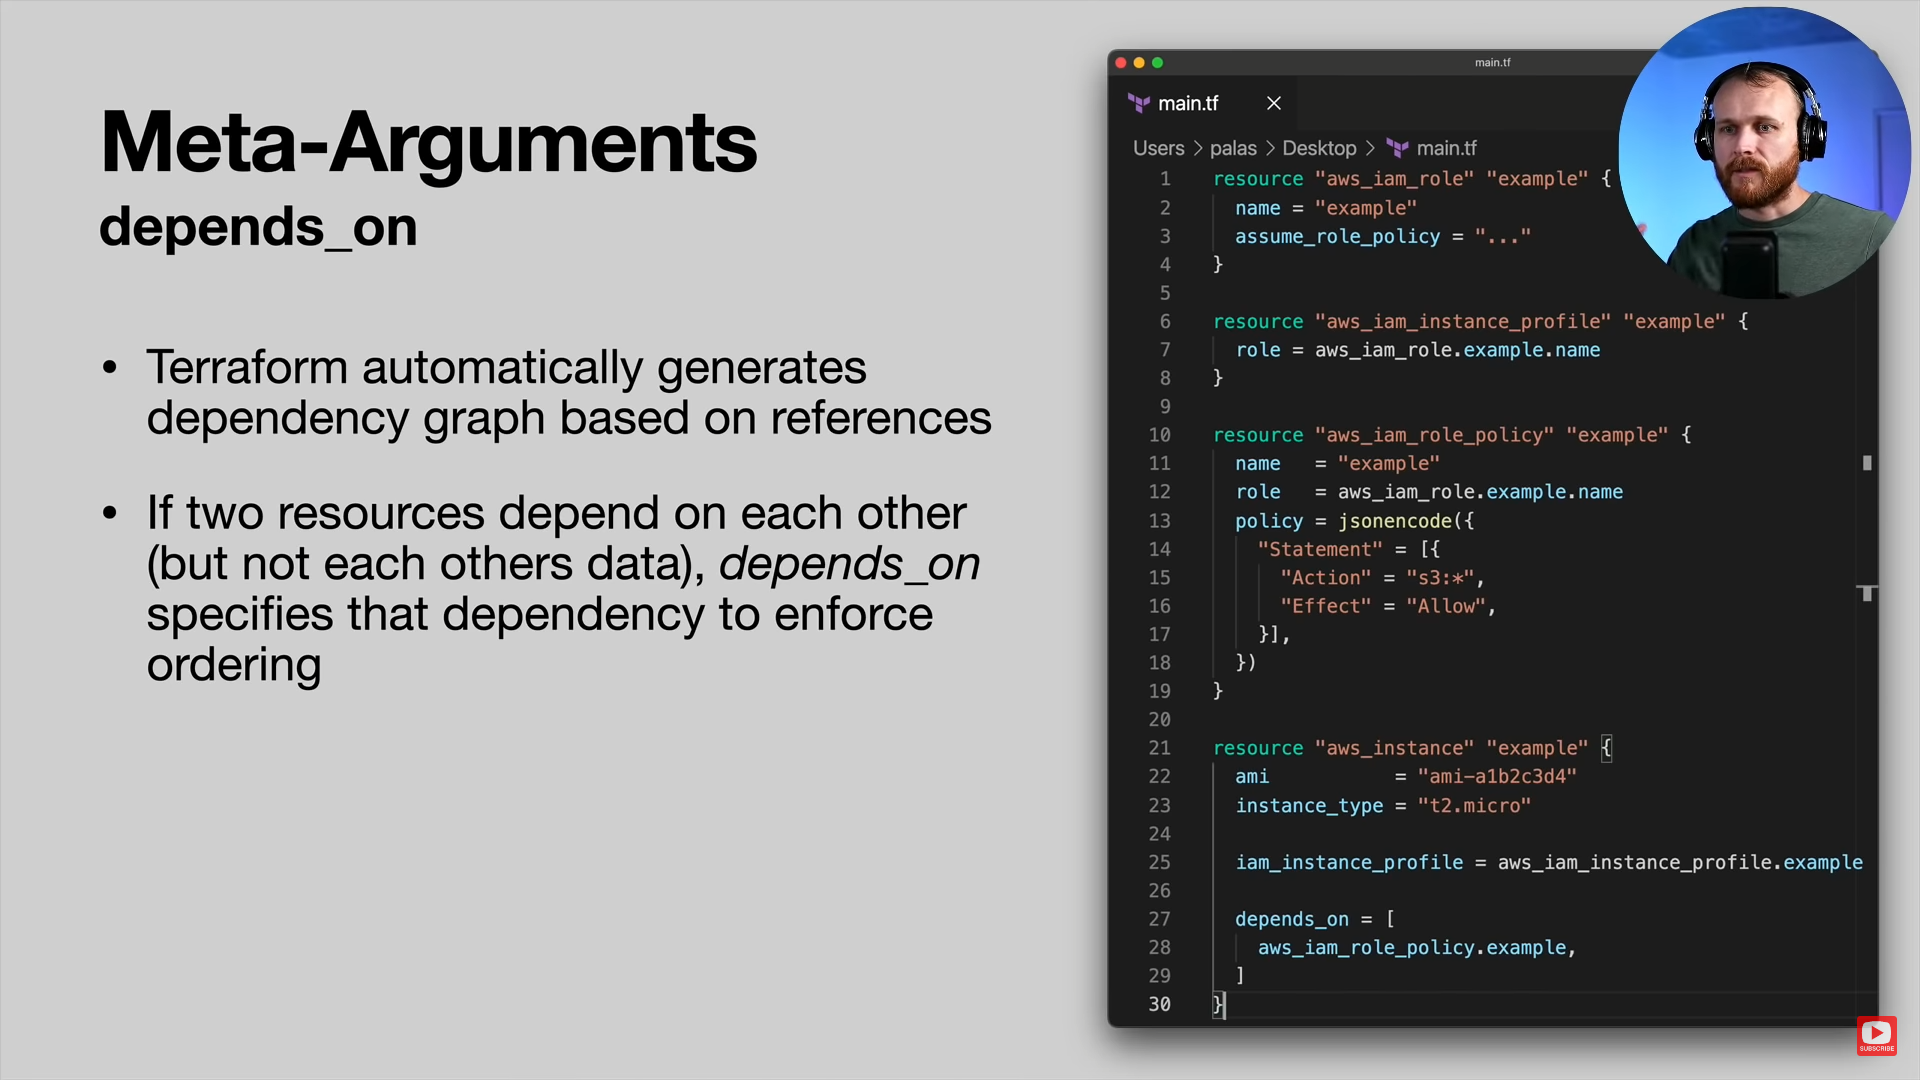 Meta-Arguments
depends_on
• Terraform automatically generates
dependency graph based on references
• If two resources depend on each other
(but not each others data), depends_on
specifies that dependency to enforce
ordering
main.tf
main.tf
Users > palas > Desktop > main.tf
1 resource "aws_iam_role" "example" {
2 name = "example"
3 assume_role_policy = "..."
4 }
5
6 resource "aws_iam_instance_profile" "example" {
7 role = aws_iam_role.example.name
8 }
9
10 resource "aws_iam_role_policy" "example" {
11 name   = "example"
12 role   = aws_iam_role.example.name
13 policy = jsonencode({
14 "Statement" = [{
15 "Action" = "s3:*",
16 "Effect" = "Allow",
17 }],
18 })
19 }
20
21 resource "aws_instance" "example" {
22 ami           = "ami-a1b2c3d4"
23 instance_type = "t2.micro"
24
25 iam_instance_profile = aws_iam_instance_profile.example
26
27 depends_on = [
28 aws_iam_role_policy.example,
29 ]
30 }
SUBSCRIBE